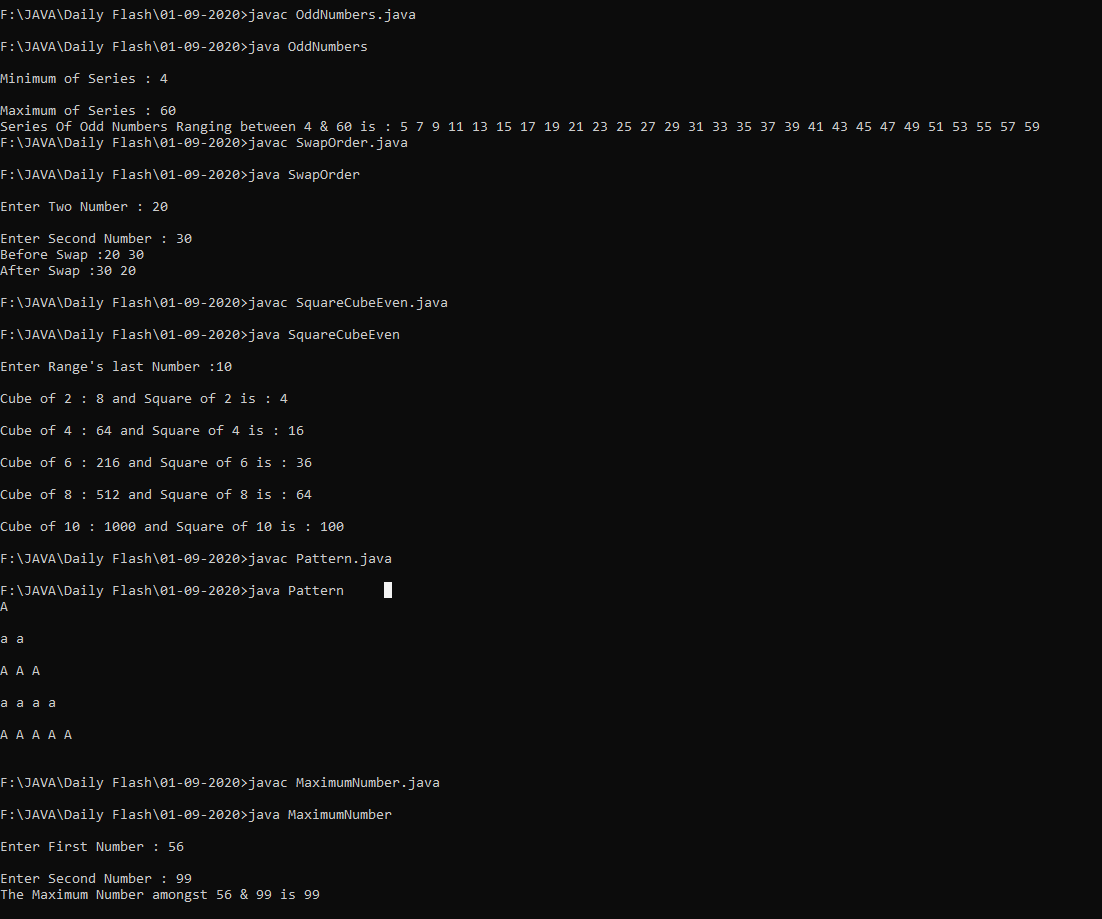 F:\JAVA\Daily Flash\01-09-2020>javac OddNumbers.java
F:\JAVA\Daily Flash\01-09-2020>java OddNumbers
Minimum of Series : 4
Maximum of Series : 60
Series Of Odd Numbers Ranging between 4 & 60 is : 5 7 9 11 13 15 17 19 21 23 25 27 29 31 33 35 37 39 41 43 45 47 49 51 53 55 57 59
F:\JAVA\Daily Flash\01-09-2020>javac SwapOrder.java
F:\JAVA\Daily Flash\01-09-2020>java SwapOrder
Enter Two Number : 20
Enter Second Number : 30
Before Swap :20 30
After Swap :30 20
F:\JAVA\Daily Flash\01-09-2020>javac SquareCubeEven.java
F:\JAVA\Daily Flash\01-09-2020>java SquareCubeEven
Enter Range's last Number :10
Cube of 2 : 8 and Square of 2 is : 4
Cube of 4 : 64 and Square of 4 is : 16
Cube of 6 : 216 and Square of 6 is : 36
Cube of 8 : 512 and Square of 8 is : 64
Cube of 10 : 1000 and Square of 10 is : 100
F:\JAVA\Daily Flash\01-09-2020>javac Pattern.java
F:\JAVA\Daily Flash\01-09-2020>java Pattern
A
a a
A A A
a a a a
A A A A A
F:\JAVA\Daily Flash\01-09-2020>javac MaximumNumber.java
F:\JAVA\Daily Flash\01-09-2020>java MaximumNumber
Enter First Number : 56
Enter Second Number : 99
The Maximum Number amongst 56 & 99 is 99